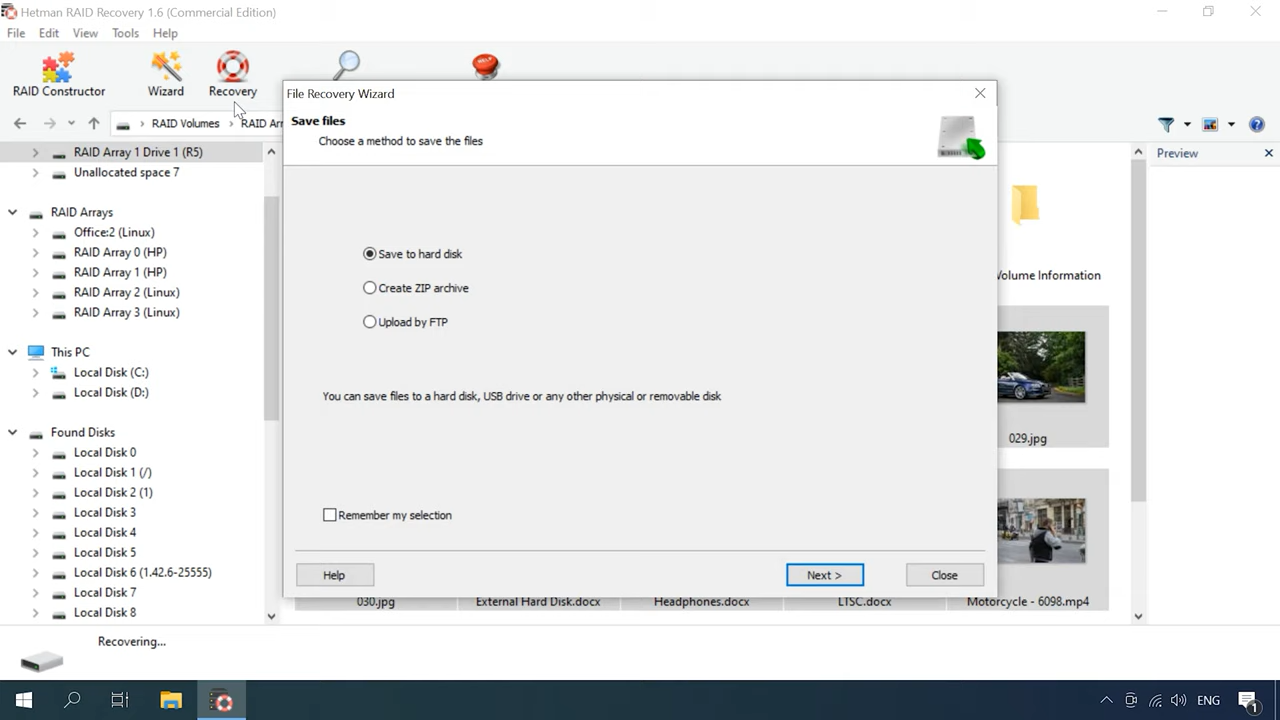 Hetman RAID Recovery 1.6 (Commercial Edition)
File Edit View Tools Help
RAID Constructor
Wizard
Recovery
HELP
RAID Volumes
RAID Arr
RAID Array 1 Drive 1 (R5)
Unallocated space 7
RAID Arrays
Office:2 (Linux)
RAID Array 0 (HP)
RAID Array 1 (HP)
RAID Array 2 (Linux)
RAID Array 3 (Linux)
This PC
Local Disk (C:)
Local Disk (D:)
Found Disks
Local Disk 0
Local Disk 1 (/)
Local Disk 2 (1)
Local Disk 3
Local Disk 4
Local Disk 5
Local Disk 6 (1.42.6-25555)
Local Disk 7
Local Disk 8
File Recovery Wizard
Save files
Choose a method to save the files
Save to hard disk
Create ZIP archive
Upload by FTP
You can save files to a hard disk, USB drive or any other physical or removable disk
Remember my selection
Help
Next >
Close
Preview
Volume Information
029.jpg
030.jpg
External Hard Disk.docx
Headphones.docx
LTSC.docx
Motorcycle - 6098.mp4
Recovering...
ENG
1